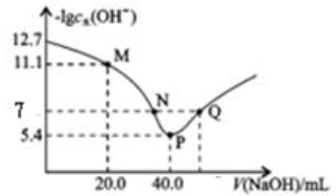 -lgc水(OH⁻)
12.7
11.1
M
7
N
Q
5.4
P
20.0
40.0
V(NaOH)/mL